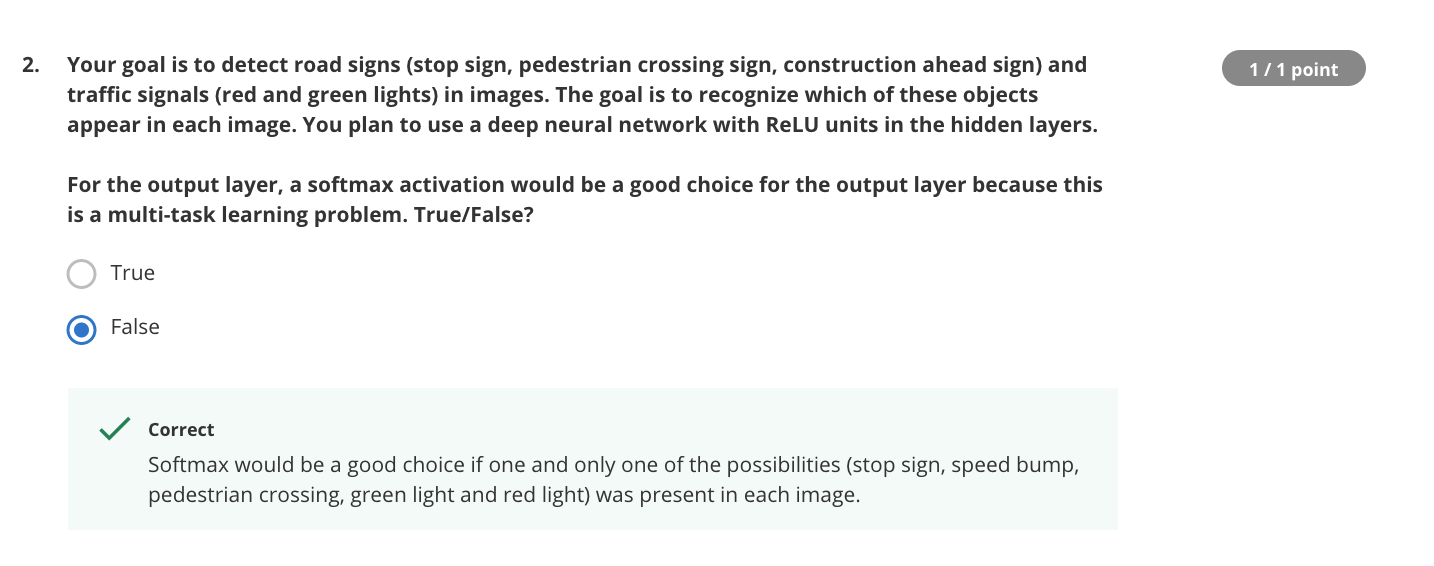 2. Your goal is to detect road signs (stop sign, pedestrian crossing sign, construction ahead sign) and
1 / 1 point
traffic signals (red and green lights) in images. The goal is to recognize which of these objects
appear in each image. You plan to use a deep neural network with ReLU units in the hidden layers.
For the output layer, a softmax activation would be a good choice for the output layer because this
is a multi-task learning problem. True/False?
True
False
Correct
Softmax would be a good choice if one and only one of the possibilities (stop sign, speed bump,
pedestrian crossing, green light and red light) was present in each image.